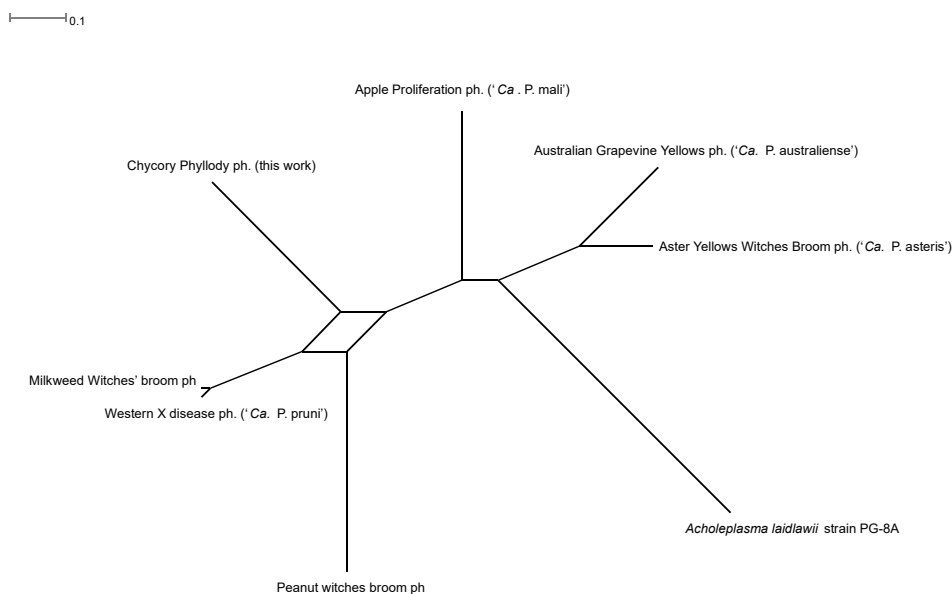 0.1
Apple Proliferation ph. (‘ Ca . P. mali’)
Australian Grapevine Yellows ph. (‘Ca. P. australiense’)
Chycory Phyllody ph. (this work)
Aster Yellows Witches Broom ph. (‘Ca. P. asteris’)
Milkweed Witches’ broom ph
Western X disease ph. (‘ Ca. P. pruni’)
Acholeplasma laidlawii strain PG-8A
Peanut witches broom ph